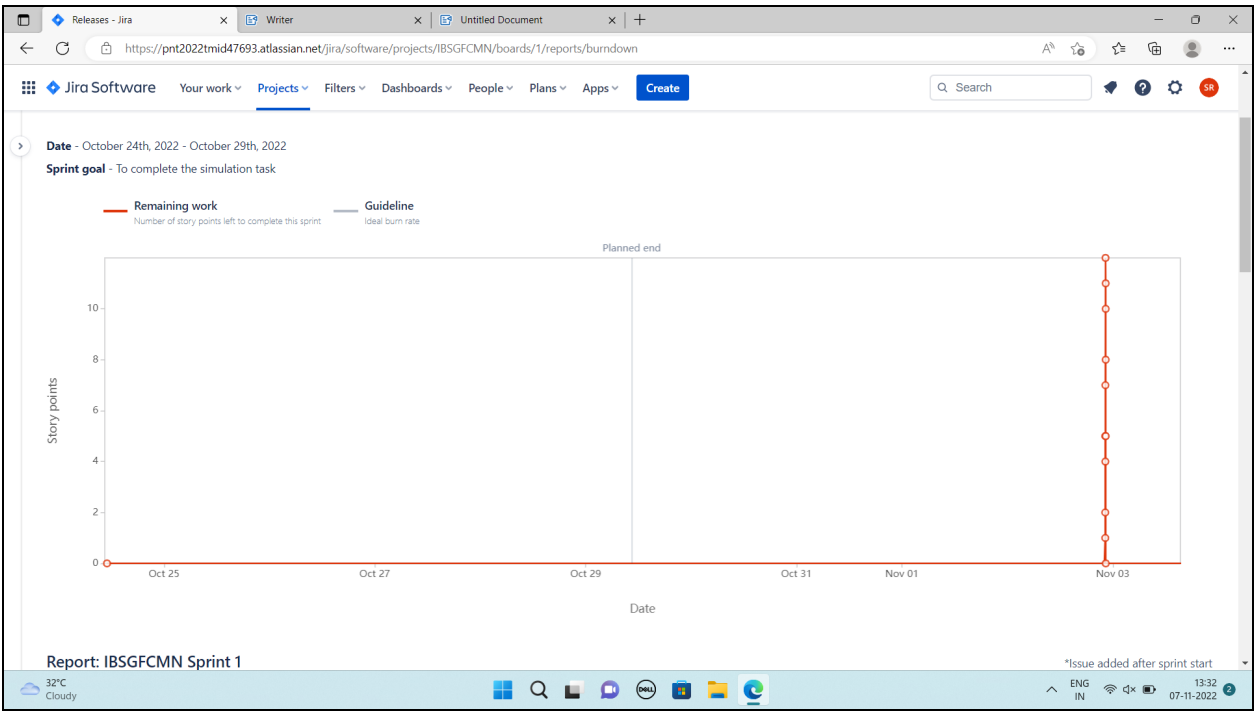 Releases - Jira
Writer
Untitled Document
https://pnt2022tmid47693.atlassian.net/jira/software/projects/IBSGFCMN/boards/1/reports/burndown
Jira Software Your work Projects Filters Dashboards People Plans Apps Create Search SR
Date - October 24th, 2022 - October 29th, 2022
Sprint goal - To complete the simulation task
Remaining work
Number of story points left to complete this sprint
Guideline
Ideal burn rate
Planned end
10
8
6
4
2
0
Story points
Oct 25 Oct 27 Oct 29 Oct 31 Nov 01 Nov 03
Date
Report: IBSGFCMN Sprint 1
*Issue added after sprint start
32°C
Cloudy
DELL
ENG
IN
13:32
07-11-2022
2